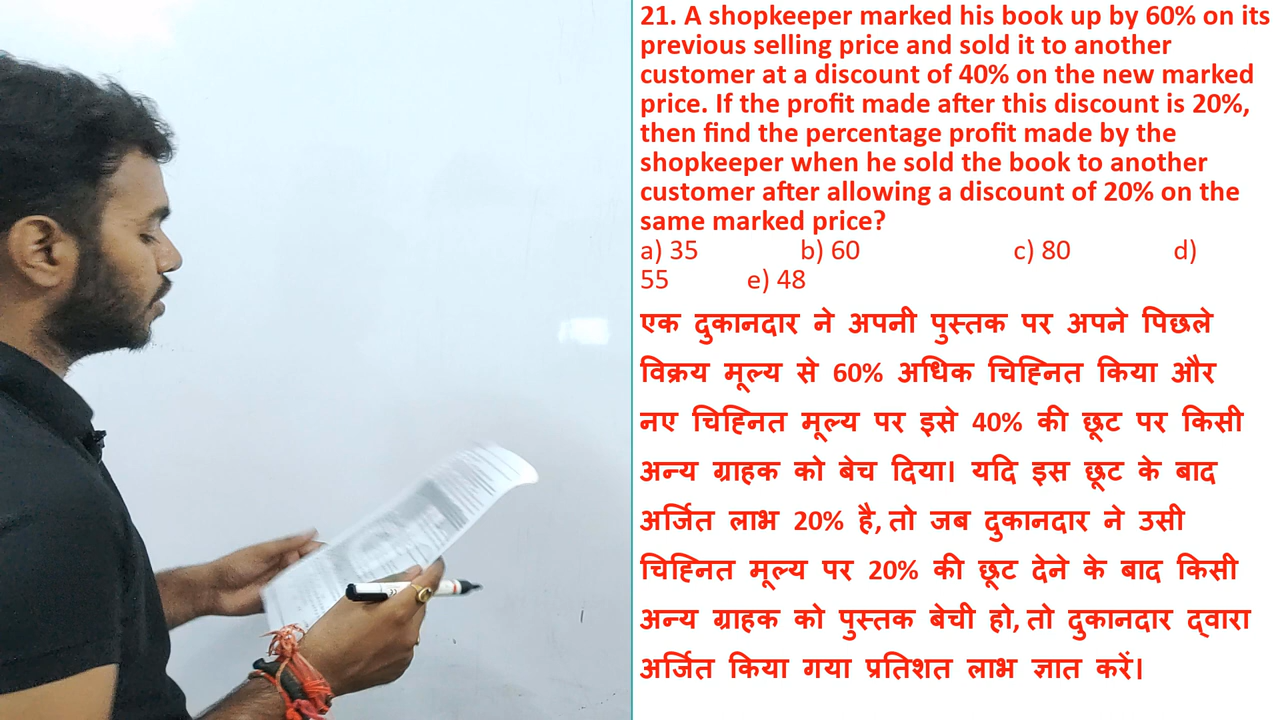 21. A shopkeeper marked his book up by 60% on its
previous selling price and sold it to another
customer at a discount of 40% on the new marked
price. If the profit made after this discount is 20%,
then find the percentage profit made by the
shopkeeper when he sold the book to another
customer after allowing a discount of 20% on the
same marked price?
a) 35 b) 60 c) 80 d)
55 e) 48
एक दुकानदार ने अपनी पुस्तक पर अपने पिछले
विक्रय मूल्य से 60% अधिक चिह्नित किया और
नए चिह्नित मूल्य पर इसे 40% की छूट पर किसी
अन्य ग्राहक को बेच दिया। यदि इस छूट के बाद
अर्जित लाभ 20% है, तो जब दुकानदार ने उसी
चिह्नित मूल्य पर 20% की छूट देने के बाद किसी
अन्य ग्राहक को पुस्तक बेची हो, तो दुकानदार द्वारा
अर्जित किया गया प्रतिशत लाभ ज्ञात करें।